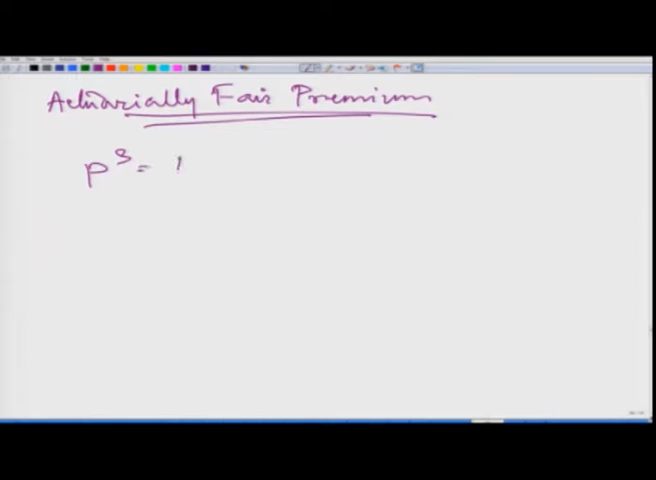 Actuarially Fair Premium
p^s = 1